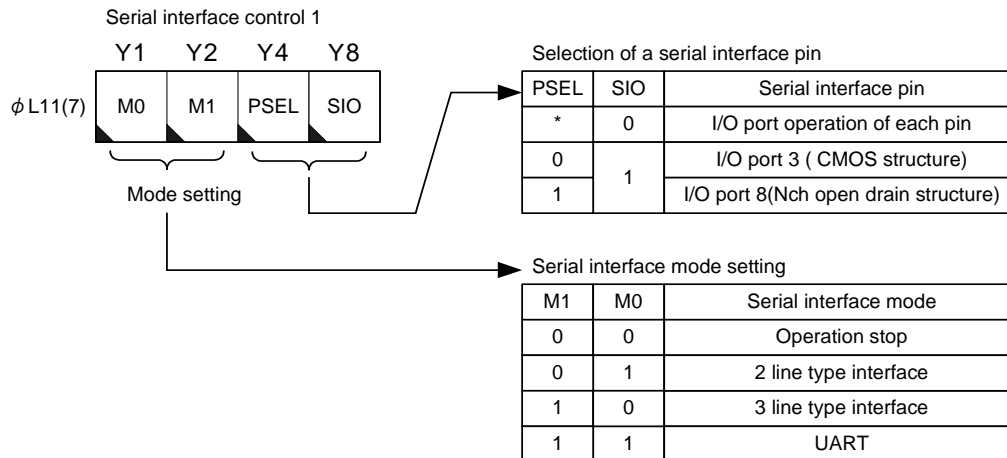 Serial interface control 1
Y1 Y2 Y4 Y8
ϕL11(7) M0 M1 PSEL SIO
Mode setting
Selection of a serial interface pin
PSEL SIO Serial interface pin
* 0 I/O port operation of each pin
0 1 I/O port 3 ( CMOS structure)
1 I/O port 8(Nch open drain structure)
Serial interface mode setting
M1 M0 Serial interface mode
0 0 Operation stop
0 1 2 line type interface
1 0 3 line type interface
1 1 UART